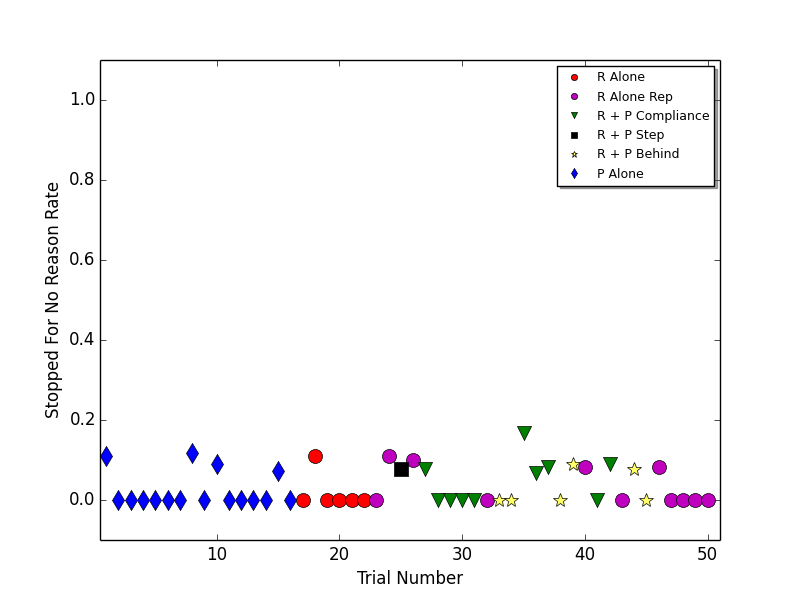 R Alone
R Alone Rep
R + P Compliance
R + P Step
R + P Behind
P Alone
1.0
0.8
0.6
0.4
0.2
0.0
Stopped For No Reason Rate
10 20 30 40 50
Trial Number